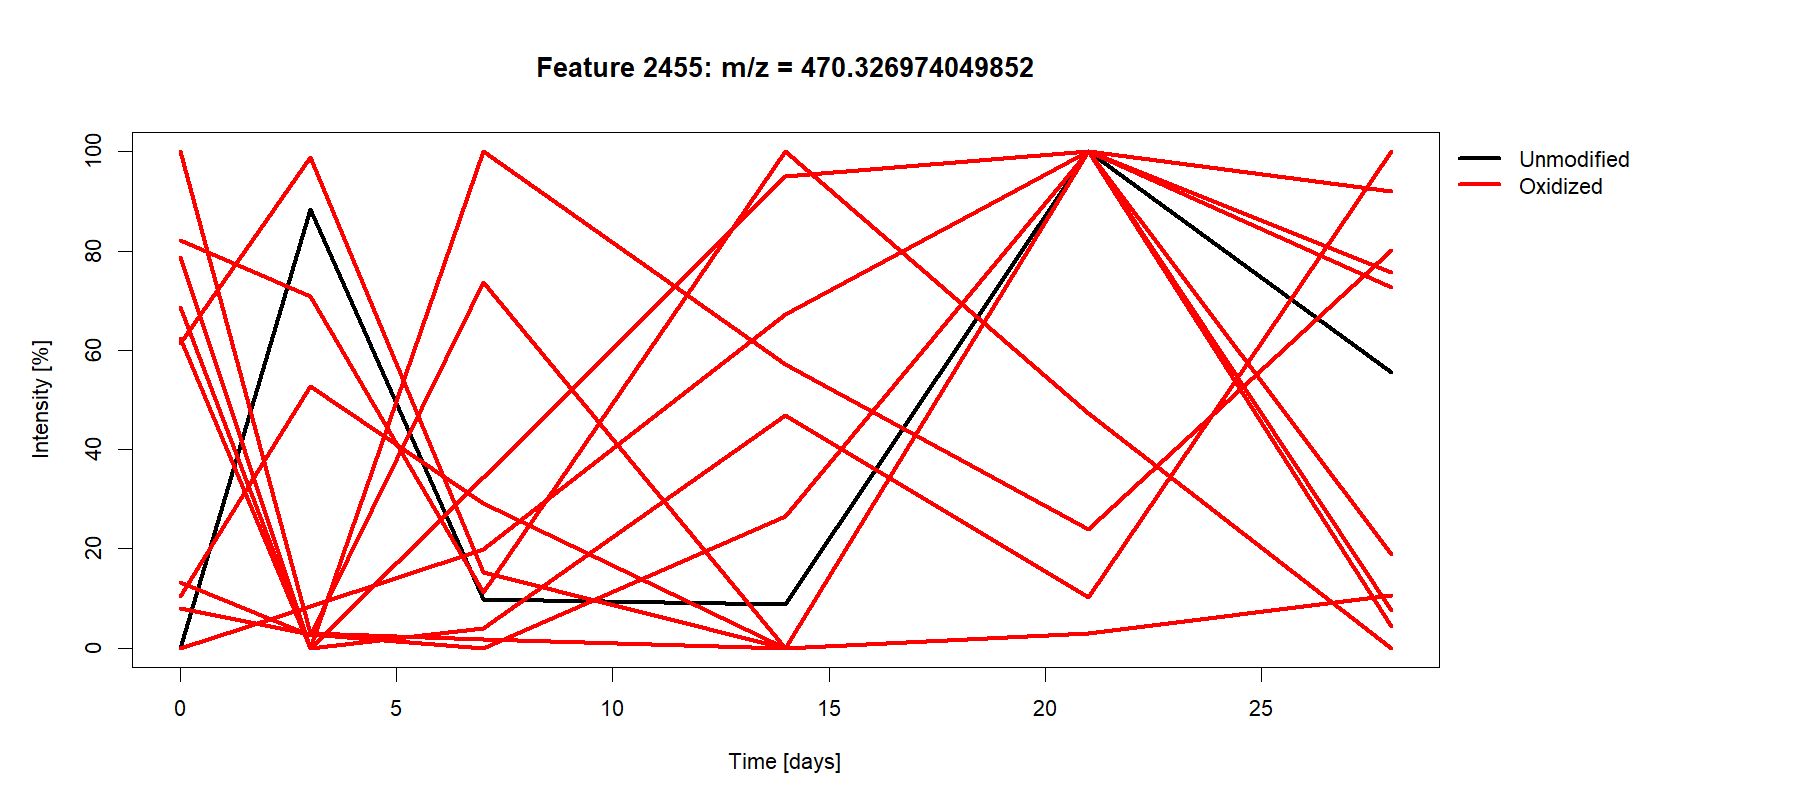 Feature 2455: m/z = 470.326974049852
Unmodified
Oxidized
100
80
60
40
20
0
Intensity [%]
0 5 10 15 20 25
Time [days]